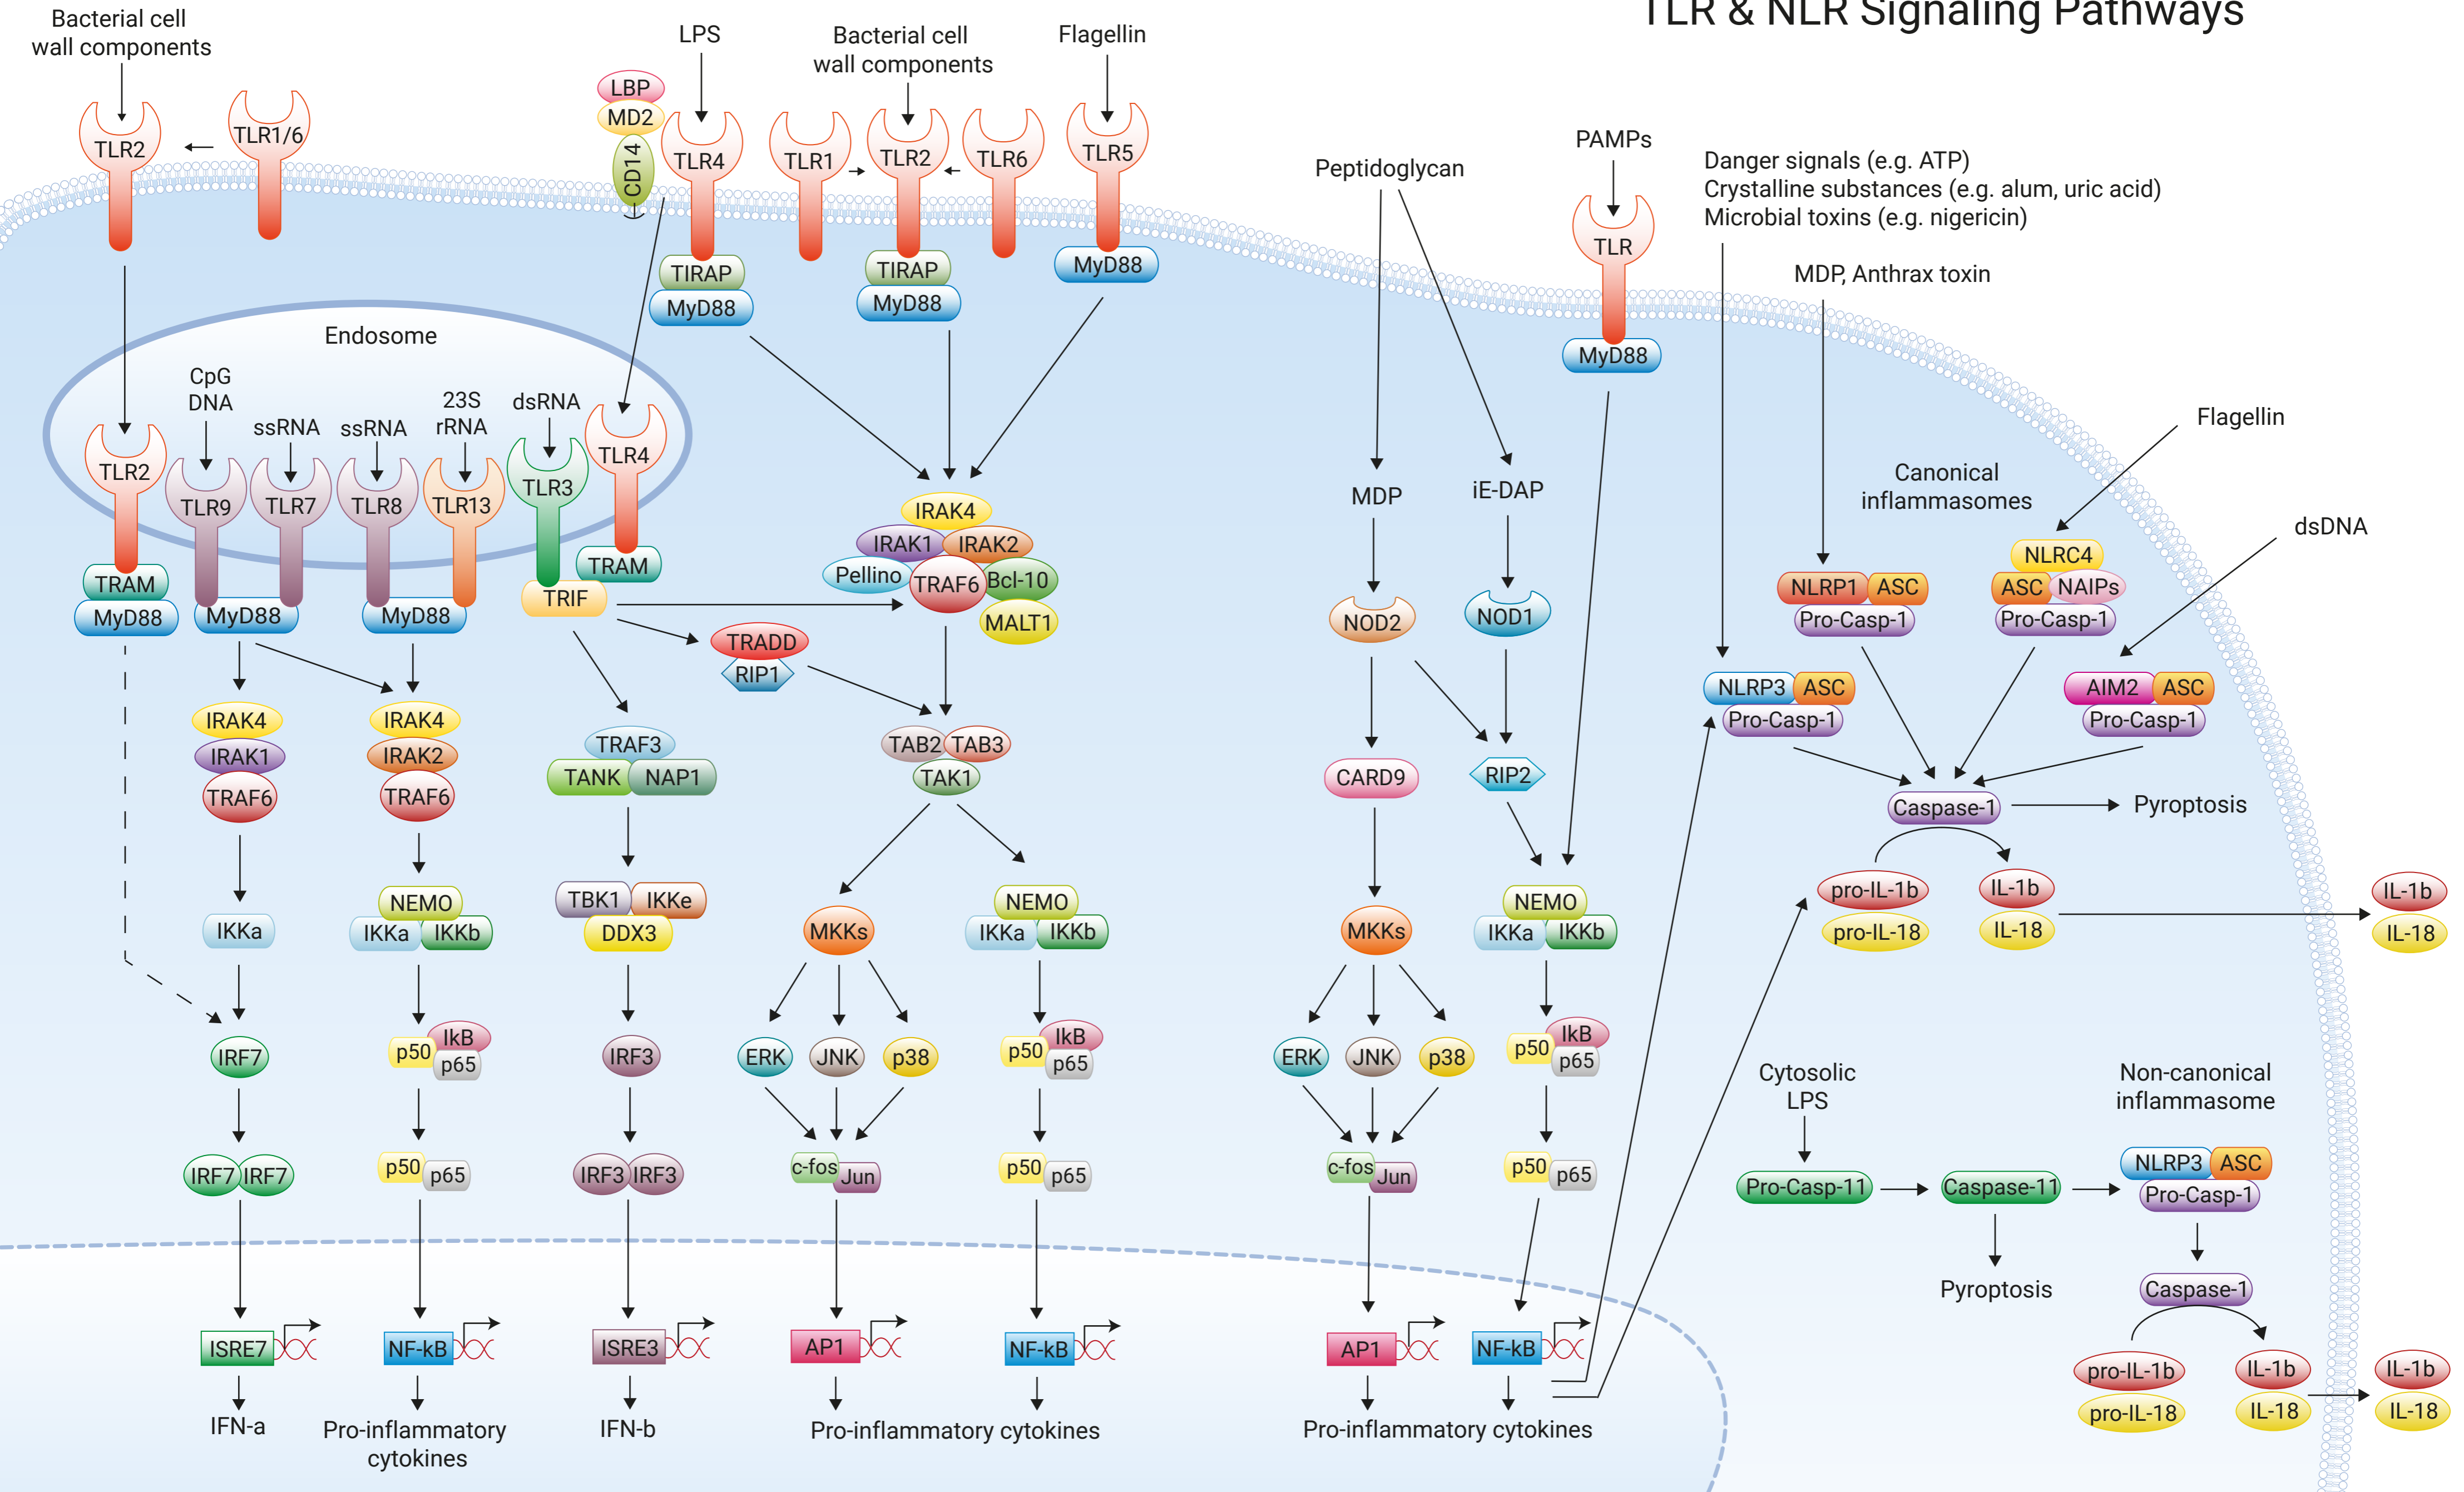 TLR & NLR Signaling Pathways
Bacterial cell
wall components
TLR2
TLR1/6
LBP
MD2
CD14
LPS
TLR4
TIRAP
MyD88
Bacterial cell
wall components
TLR1
TLR2
TLR6
TIRAP
MyD88
Flagellin
TLR5
MyD88
Endosome
TLR2
CpG
DNA
TLR9
ssRNA
TLR7
ssRNA
TLR8
23S
rRNA
TLR13
dsRNA
TLR3
TLR4
TRAM
MyD88
MyD88
MyD88
TRIF
TRAM
IRAK4
IRAK1
IRAK2
Pellino
TRAF6
Bcl-10
MALT1
TRADD
RIP1
IRAK4
IRAK1
TRAF6
IRAK4
IRAK2
TRAF6
TRAF3
TANK
NAP1
TAB2
TAB3
TAK1
IKKa
NEMO
IKKa
IKKb
TBK1
IKKe
DDX3
MKKs
NEMO
IKKa
IKKb
IRF7
p50
IkB
p65
IRF3
ERK
JNK
p38
p50
IkB
p65
IRF7
IRF7
p50
p65
IRF3
IRF3
c-fos
Jun
p50
p65
ISRE7
NF-kB
ISRE3
AP1
NF-kB
IFN-a
Pro-inflammatory
cytokines
IFN-b
Pro-inflammatory cytokines
Peptidoglycan
MDP
iE-DAP
NOD2
NOD1
CARD9
RIP2
PAMPs
TLR
MyD88
MKKs
NEMO
IKKa
IKKb
ERK
JNK
p38
p50
IkB
p65
c-fos
Jun
p50
p65
AP1
NF-kB
Pro-inflammatory cytokines
Danger signals (e.g. ATP)
Crystalline substances (e.g. alum, uric acid)
Microbial toxins (e.g. nigericin)
MDP, Anthrax toxin
Flagellin
Canonical
inflammasomes
dsDNA
NLRP1
ASC
Pro-Casp-1
NLRC4
ASC
NAIPs
Pro-Casp-1
NLRP3
ASC
Pro-Casp-1
AIM2
ASC
Pro-Casp-1
Caspase-1
Pyroptosis
pro-IL-1b
pro-IL-18
IL-1b
IL-18
IL-1b
IL-18
Cytosolic
LPS
Non-canonical
inflammasome
Pro-Casp-11
Caspase-11
NLRP3
ASC
Pro-Casp-1
Pyroptosis
Caspase-1
pro-IL-1b
pro-IL-18
IL-1b
IL-18
IL-1b
IL-18